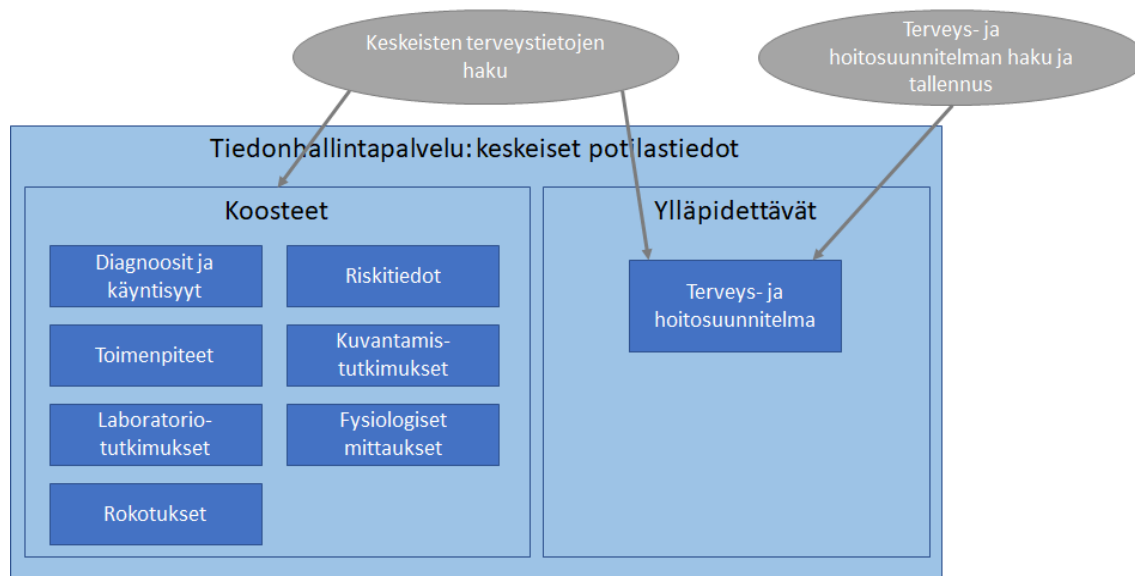 Keskeisten terveystietojen
haku
Terveys- ja
hoitosuunnitelman haku ja
tallennus
Tiedonhallintapalvelu: keskeiset potilastiedot
Koosteet
Diagnoosit ja
käyntisyyt
Riskitiedot
Toimenpiteet
Kuvantamis-
tutkimukset
Laboratorio-
tutkimukset
Fysiologiset
mittaukset
Rokotukset
Ylläpidettävät
Terveys- ja
hoitosuunnitelma